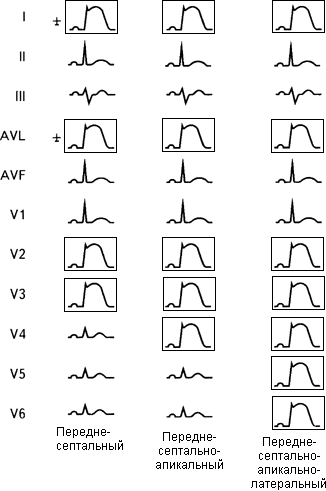 I ±
II
III
AVL ±
AVF
V1
V2
V3
V4
V5
V6
Передне-
септальный
Передне-
септально-
апикальный
Передне-
септально-
апикально-
латеральный